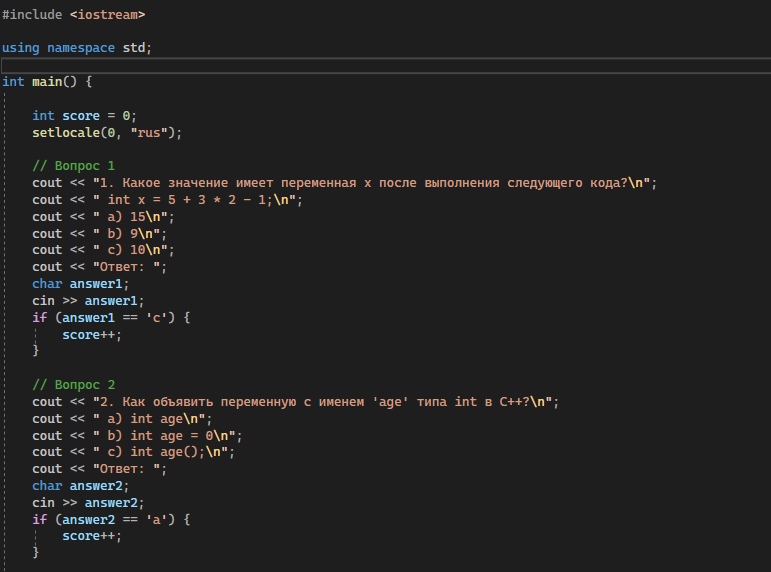 #include <iostream>
using namespace std;
int main() {
int score = 0;
setlocale(0, "rus");
// Вопрос 1
cout << "1. Какое значение имеет переменная x после выполнения следующего кода?\n";
cout << " int x = 5 + 3 * 2 - 1;\n";
cout << " a) 15\n";
cout << " b) 9\n";
cout << " c) 10\n";
cout << "Ответ: ";
char answer1;
cin >> answer1;
if (answer1 == 'c') {
score++;
}
// Вопрос 2
cout << "2. Как объявить переменную с именем 'age' типа int в C++?\n";
cout << " a) int age\n";
cout << " b) int age = 0\n";
cout << " c) int age();\n";
cout << "Ответ: ";
char answer2;
cin >> answer2;
if (answer2 == 'a') {
score++;
}